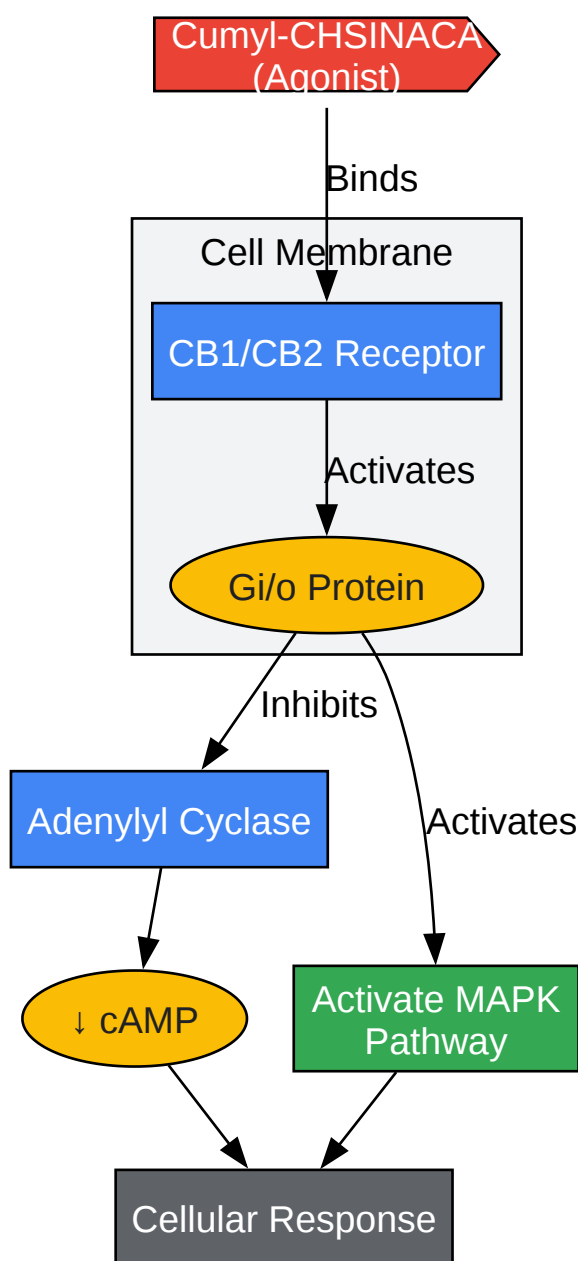 Cumyl-CHSINACA
(Agonist)
Binds
Cell Membrane
CB1/CB2 Receptor
Activates
Gi/o Protein
Inhibits
Adenylyl Cyclase
Activates
↓ cAMP
Activate MAPK
Pathway
Cellular Response